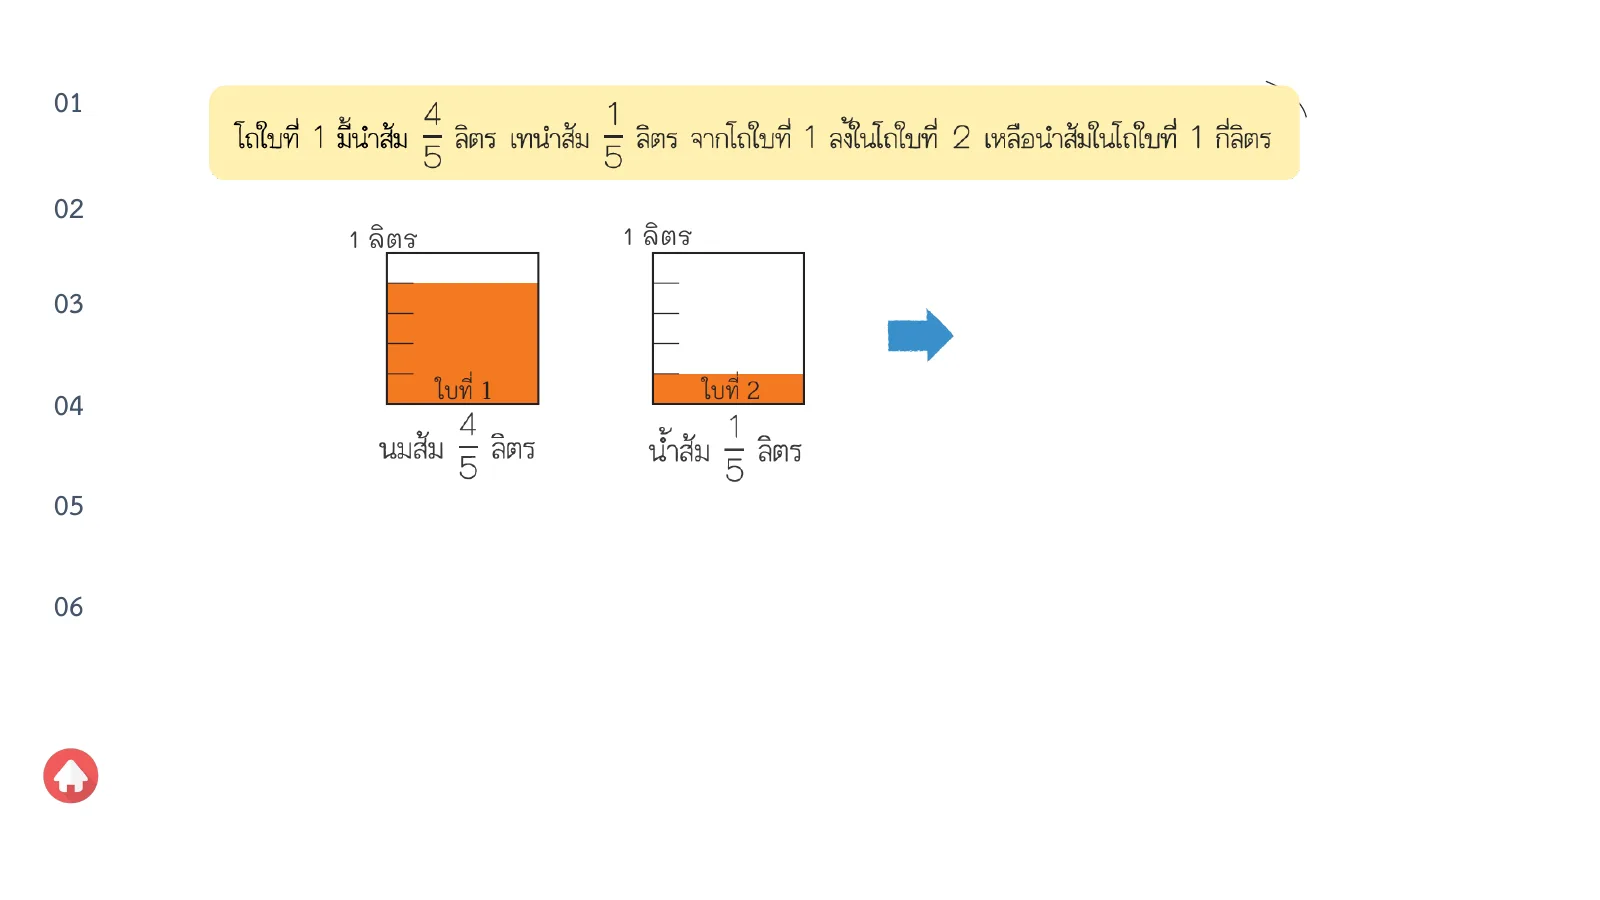 01
โถใบที่ 1 มี้นำส้ม 4/5 ลิตร เทนำส้ม 1/5 ลิตร จากโถใบที่ 1 ลง้ในโถใบที่ 2 เหลือนำส้มในโถใบที่ 1 กี่ลิตร
02
1 ลิตร 1 ลิตร
03
ใบที่ 1 ใบที่ 2
04
นมส้ม 4/5 ลิตร น้ำส้ม 1/5 ลิตร
05
06